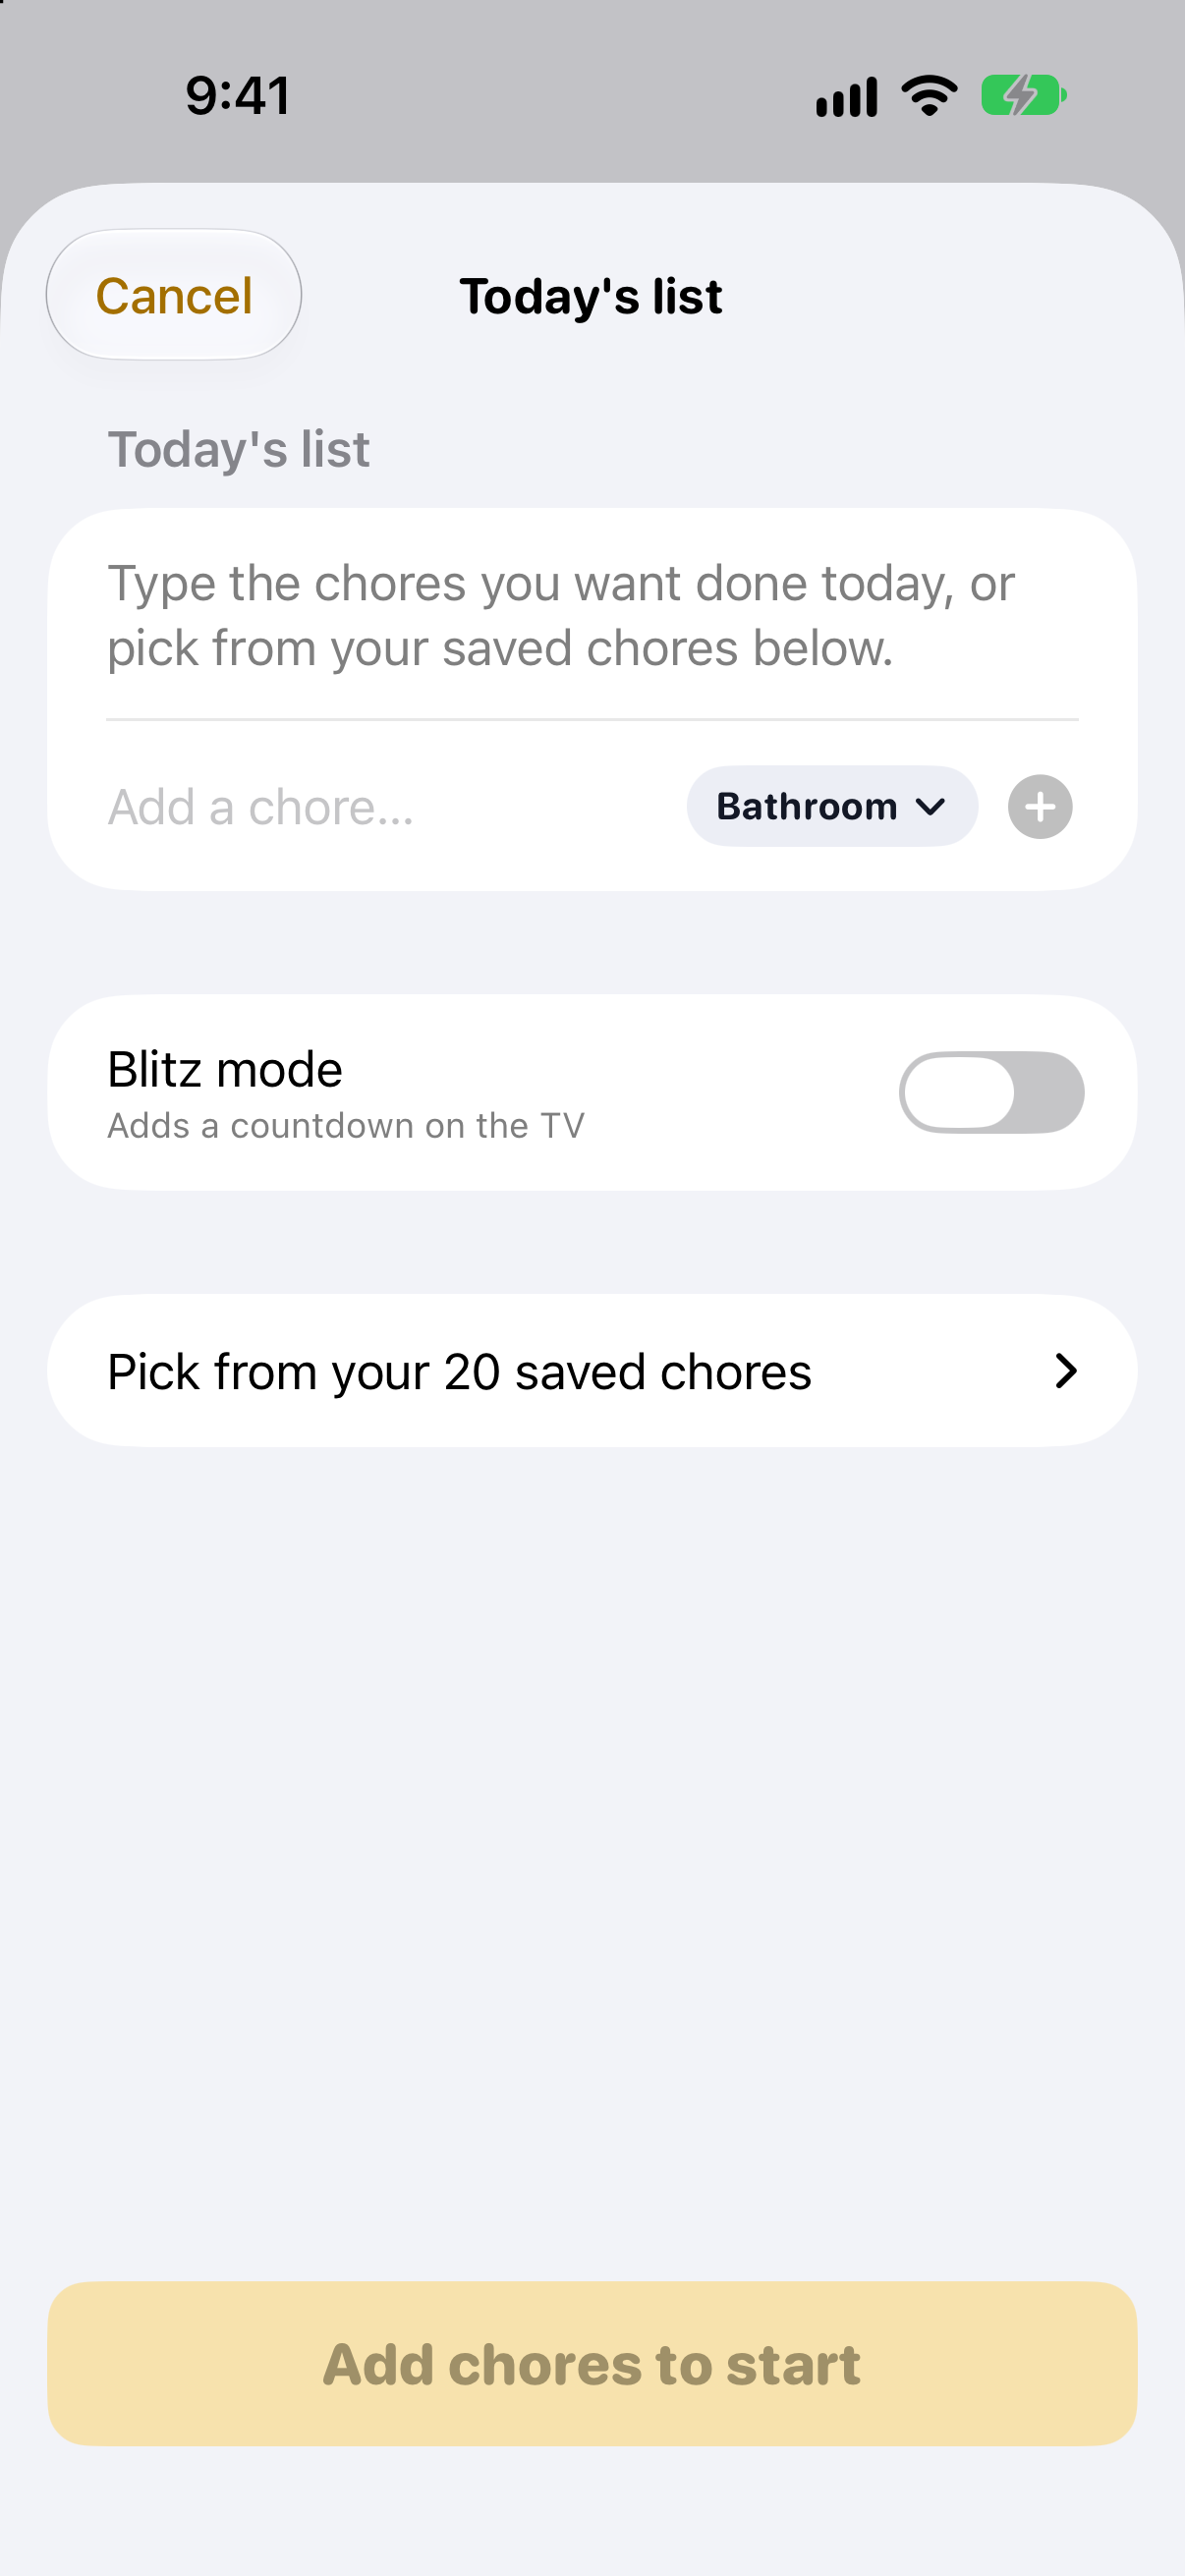 9:41
Cancel
Today's list
Today's list
Type the chores you want done today, or
pick from your saved chores below.
Add a chore...
Bathroom
Blitz mode
Adds a countdown on the TV
Pick from your 20 saved chores
Add chores to start